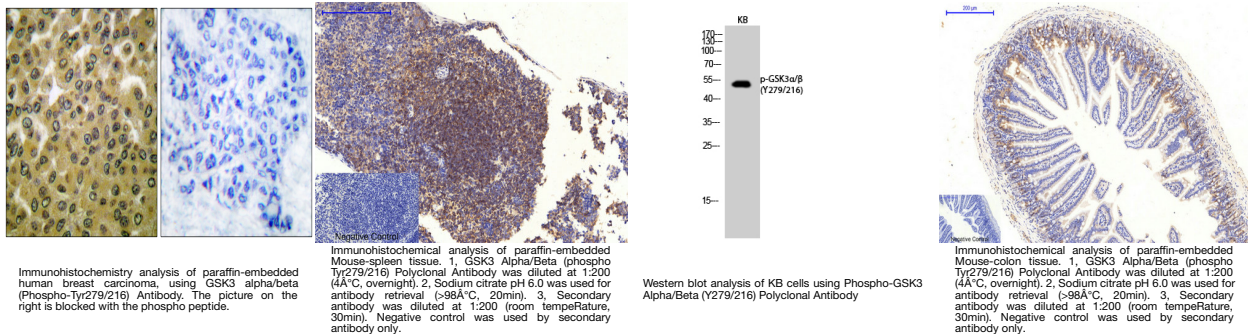 Immunohistochemistry analysis of paraffin-embedded
human breast carcinoma, using GSK3 alpha/beta
(Phospho-Tyr279/216) Antibody. The picture on the
right is blocked with the phospho peptide.
Negative Control
Immunohistochemical analysis of paraffin-embedded
Mouse-spleen tissue. 1, GSK3 Alpha/Beta (phospho
Tyr279/216) Polyclonal Antibody was diluted at 1:200
(4Å°C, overnight). 2, Sodium citrate pH 6.0 was used for
antibody retrieval (>98Å°C, 20min). 3, Secondary
antibody was diluted at 1:200 (room tempeRature,
30min). Negative control was used by secondary
antibody only.
KB
170
130
100
70
55
40
35
25
15
p-GSK3α/β
(Y279/216)
Western blot analysis of KB cells using Phospho-GSK3
Alpha/Beta (Y279/216) Polyclonal Antibody
200 μm
Negative Control
Immunohistochemical analysis of paraffin-embedded
Mouse-colon tissue. 1, GSK3 Alpha/Beta (phospho
Tyr279/216) Polyclonal Antibody was diluted at 1:200
(4Å°C, overnight). 2, Sodium citrate pH 6.0 was used for
antibody retrieval (>98Å°C, 20min). 3, Secondary
antibody was diluted at 1:200 (room tempeRature,
30min). Negative control was used by secondary
antibody only.